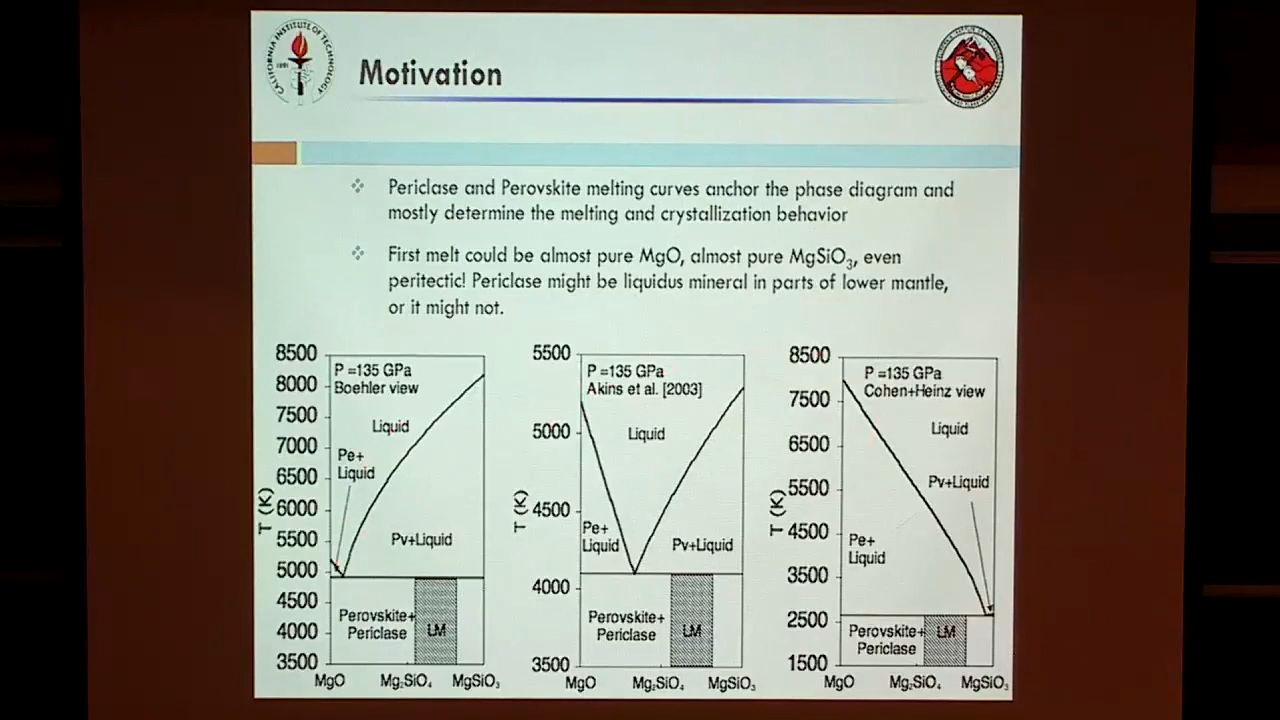 CALIFORNIA INSTITUTE OF TECHNOLOGY
1891
Motivation
Periclase and Perovskite melting curves anchor the phase diagram and
mostly determine the melting and crystallization behavior
First melt could be almost pure MgO, almost pure MgSiO₃, even
peritectic! Periclase might be liquidus mineral in parts of lower mantle,
or it might not.
8500
8000
7500
7000
6500
6000
5500
5000
4500
4000
3500
T (K)
P =135 GPa
Boehler view
Liquid
Pe+
Liquid
Pv+Liquid
Perovskite+
Periclase
LM
MgO
Mg₂SiO₄
MgSiO₃
5500
5000
4500
4000
3500
T (K)
P =135 GPa
Akins et al. [2003]
Liquid
Pe+
Liquid
Pv+Liquid
Perovskite+
Periclase
LM
MgO
Mg₂SiO₄
MgSiO₃
8500
7500
6500
5500
4500
3500
2500
1500
T (K)
P =135 GPa
Cohen+Heinz view
Liquid
Pv+Liquid
Pe+
Liquid
Perovskite+
Periclase
LM
MgO
Mg₂SiO₄
MgSiO₃